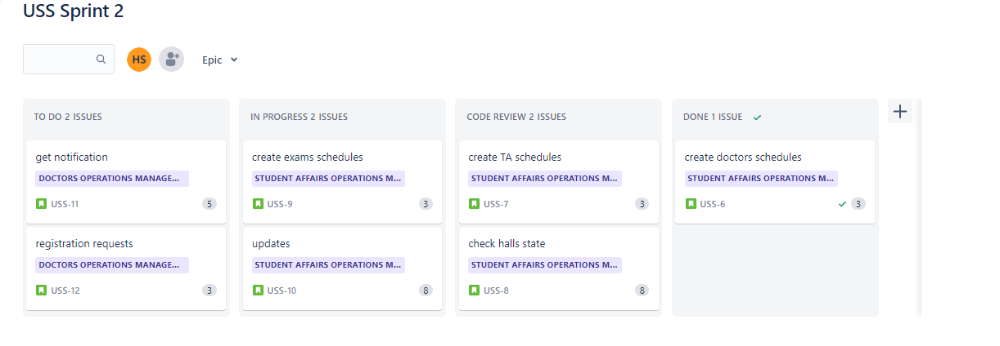 USS Sprint 2
HS
Epic
TO DO 2 ISSUES
get notification
DOCTORS OPERATIONS MANAGE...
USS-11
5
registration requests
DOCTORS OPERATIONS MANAGE...
USS-12
3
IN PROGRESS 2 ISSUES
create exams schedules
STUDENT AFFAIRS OPERATIONS M...
USS-9
3
updates
STUDENT AFFAIRS OPERATIONS M...
USS-10
8
CODE REVIEW 2 ISSUES
create TA schedules
STUDENT AFFAIRS OPERATIONS M...
USS-7
3
check halls state
STUDENT AFFAIRS OPERATIONS M...
USS-8
8
DONE 1 ISSUE
create doctors schedules
STUDENT AFFAIRS OPERATIONS M...
USS-6
3